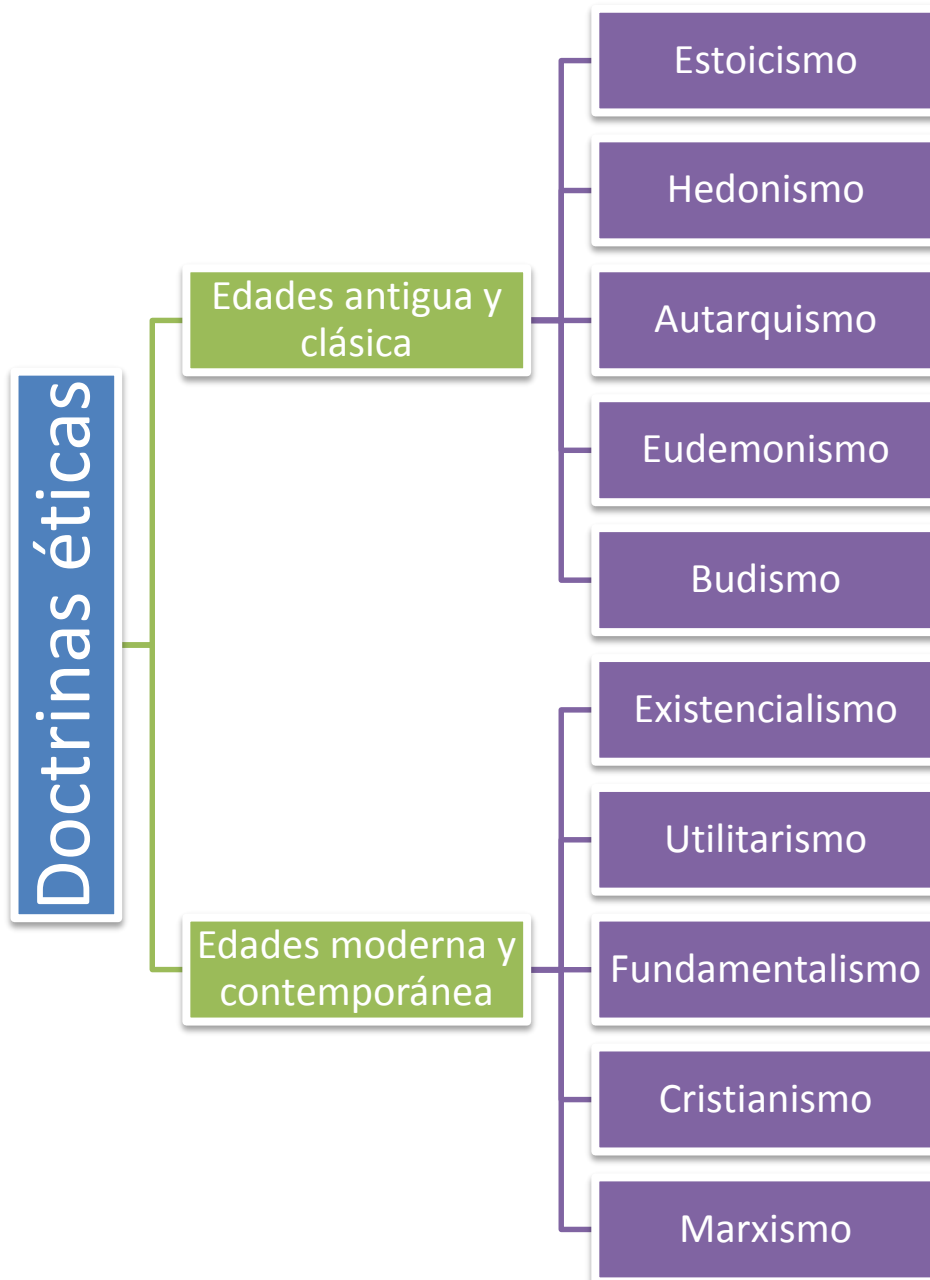 Doctrinas éticas
Edades antigua y
clásica
Estoicismo
Hedonismo
Autarquismo
Eudemonismo
Budismo
Edades moderna y
contemporánea
Existencialismo
Utilitarismo
Fundamentalismo
Cristianismo
Marxismo